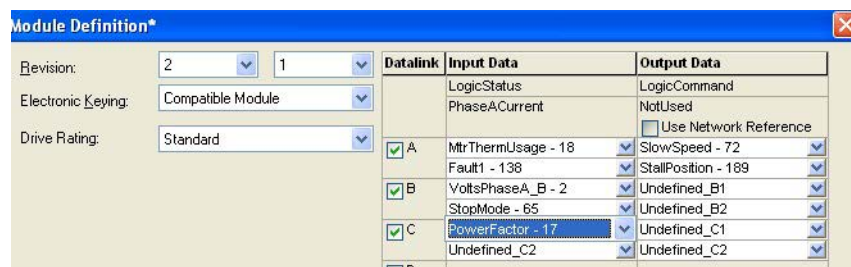 Module Definition*
Revision: 2 1
Electronic Keying: Compatible Module
Drive Rating: Standard
Datalink Input Data Output Data
LogicStatus LogicCommand
PhaseACurrent NotUsed
Use Network Reference
A MtrThermUsage - 18 SlowSpeed - 72
Fault1 - 138 StallPosition - 189
B VoltsPhaseA_B - 2 Undefined_B1
StopMode - 65 Undefined_B2
C PowerFactor - 17 Undefined_C1
Undefined_C2 Undefined_C2